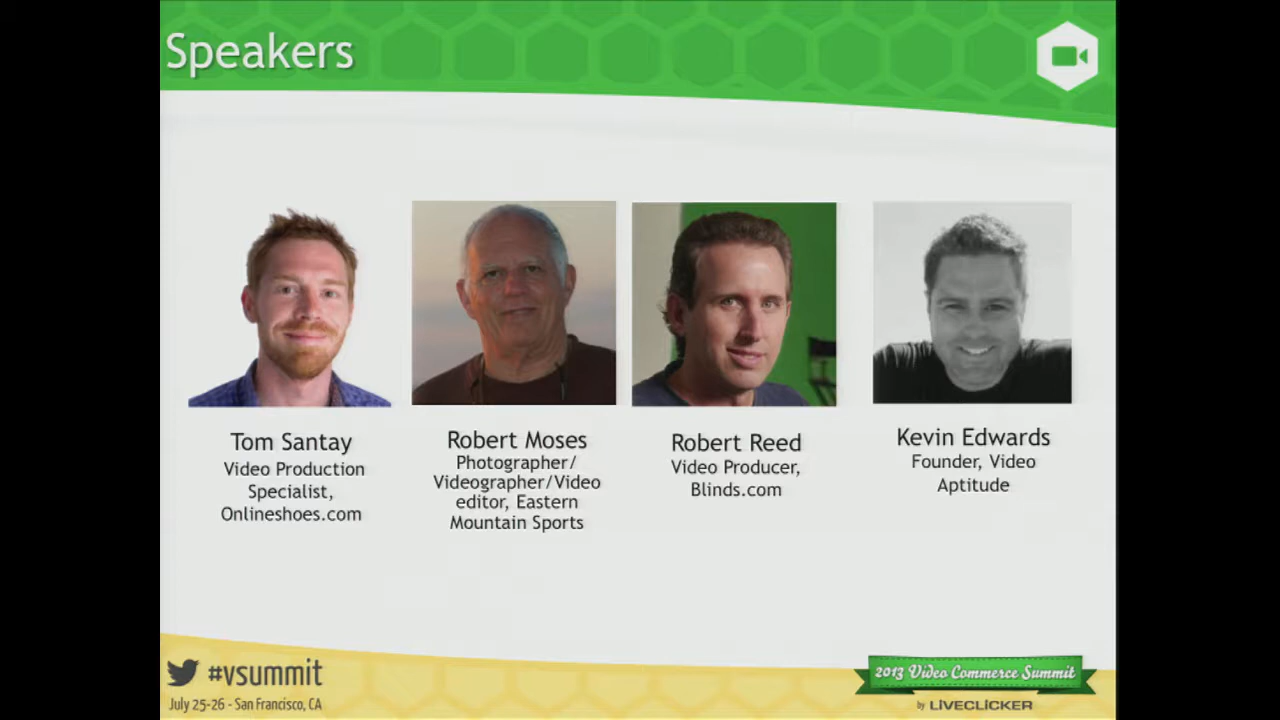 Speakers
Tom Santay
Video Production
Specialist,
Onlineshoes.com
Robert Moses
Photographer/
Videographer/Video
editor, Eastern
Mountain Sports
Robert Reed
Video Producer,
Blinds.com
Kevin Edwards
Founder, Video
Aptitude
#vsummit
July 25-26 - San Francisco, CA
2013 Video Commerce Summit
by LIVECLICKER